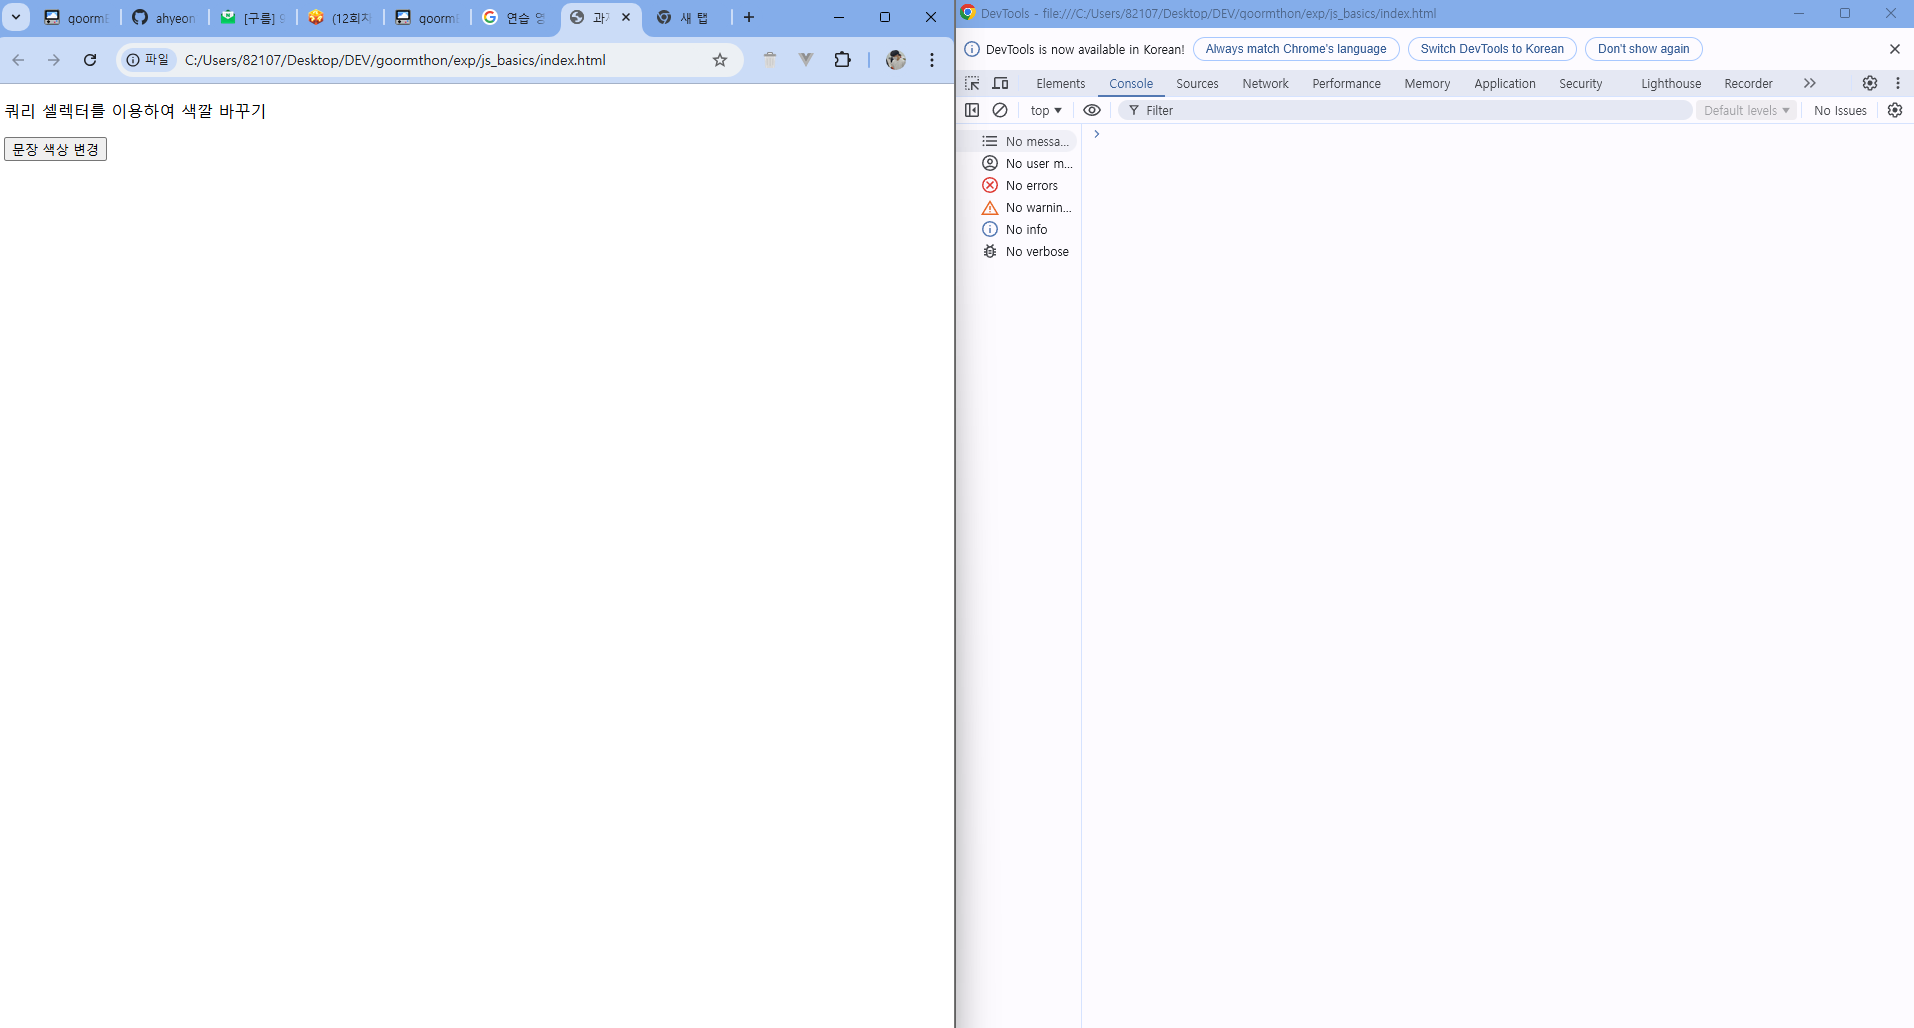 goorm ahyeon [구름] (12회차 goorm 연습 새 탭
파일 C:/Users/82107/Desktop/DEV/goormthon/exp/js_basics/index.html
쿼리 셀렉터를 이용하여 색깔 바꾸기
문장 색상 변경
DevTools - file:///C:/Users/82107/Desktop/DEV/goormthon/exp/js_basics/index.html
DevTools is now available in Korean! Always match Chrome's language Switch DevTools to Korean Don't show again
Elements Console Sources Network Performance Memory Application Security Lighthouse Recorder
top Filter Default levels No Issues
No messa...
No user m...
No errors
No warnin...
No info
No verbose